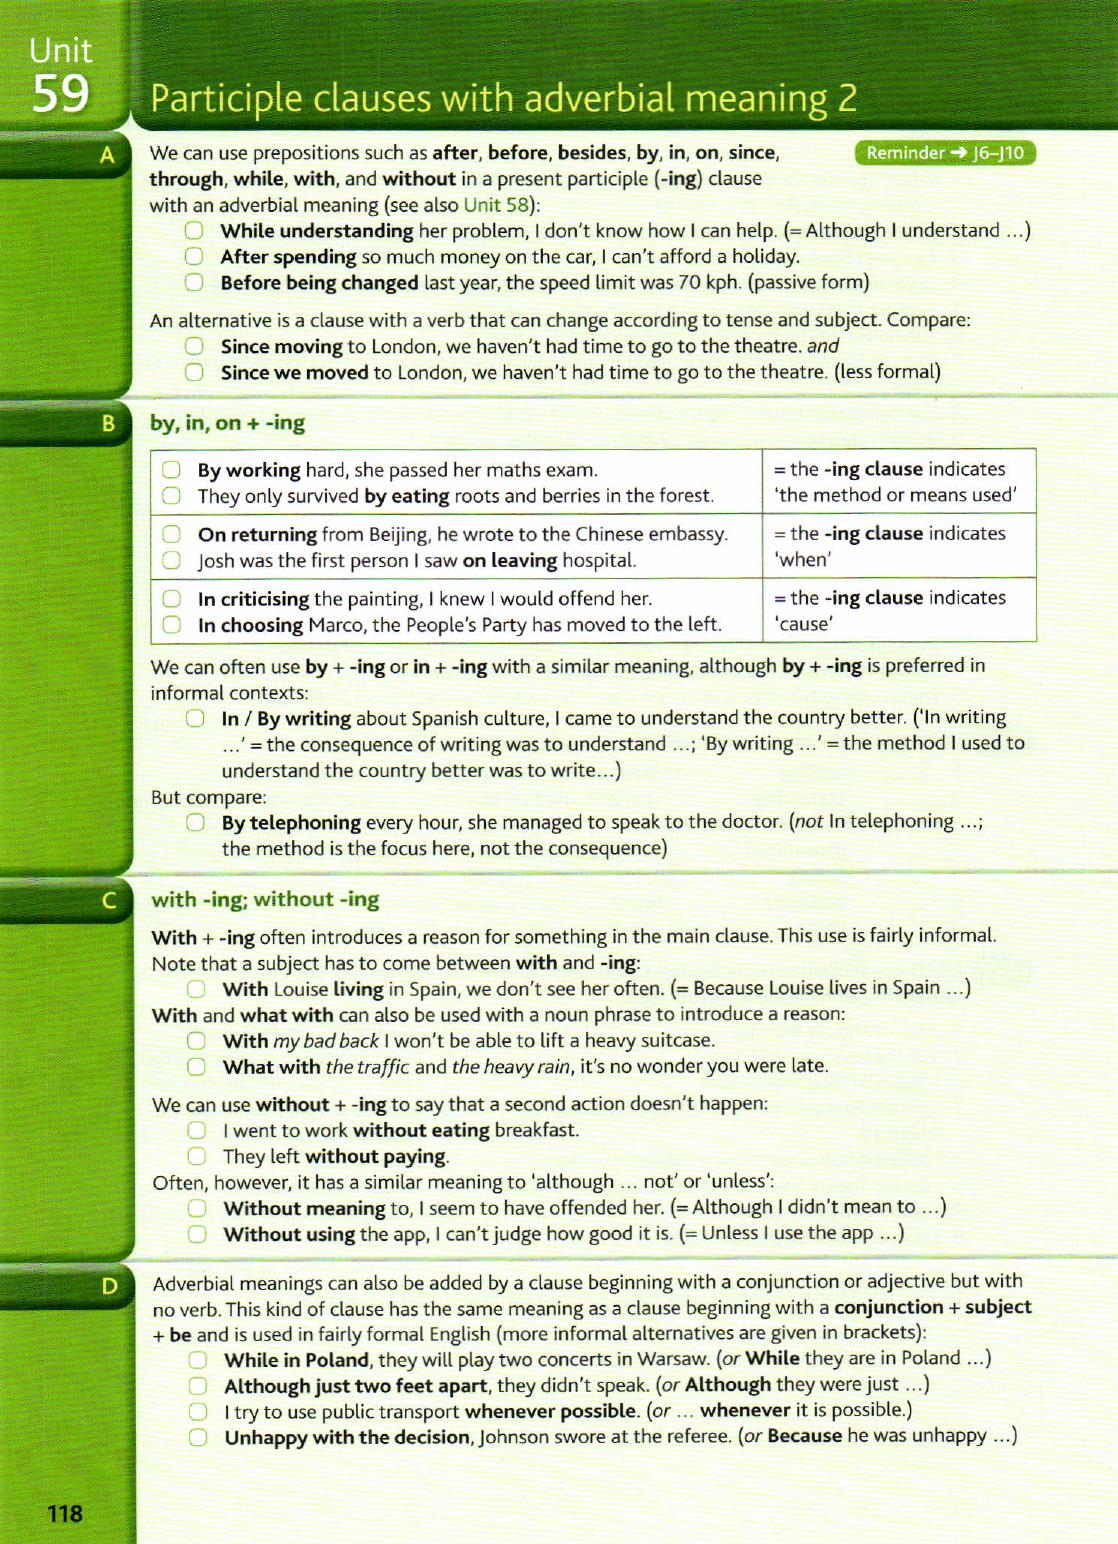 Unit
59
Participle clauses with adverbial meaning 2
A
We can use prepositions such as after, before, besides, by, in, on, since,
Reminder → J6–J10
through, while, with, and without in a present participle (-ing) clause
with an adverbial meaning (see also Unit 58):
While understanding her problem, I don't know how I can help. (= Although I understand ...)
After spending so much money on the car, I can't afford a holiday.
Before being changed last year, the speed limit was 70 kph. (passive form)
An alternative is a clause with a verb that can change according to tense and subject. Compare:
Since moving to London, we haven't had time to go to the theatre. and
Since we moved to London, we haven't had time to go to the theatre. (less formal)
B
by, in, on + -ing
By working hard, she passed her maths exam.
They only survived by eating roots and berries in the forest.
= the -ing clause indicates
'the method or means used'
On returning from Beijing, he wrote to the Chinese embassy.
Josh was the first person I saw on leaving hospital.
= the -ing clause indicates
'when'
In criticising the painting, I knew I would offend her.
In choosing Marco, the People's Party has moved to the left.
= the -ing clause indicates
'cause'
We can often use by + -ing or in + -ing with a similar meaning, although by + -ing is preferred in
informal contexts:
In / By writing about Spanish culture, I came to understand the country better. ('In writing
...' = the consequence of writing was to understand ...; 'By writing ...' = the method I used to
understand the country better was to write...)
But compare:
By telephoning every hour, she managed to speak to the doctor. (not In telephoning ...;
the method is the focus here, not the consequence)
C
with -ing; without -ing
With + -ing often introduces a reason for something in the main clause. This use is fairly informal.
Note that a subject has to come between with and -ing:
With Louise living in Spain, we don't see her often. (= Because Louise lives in Spain ...)
With and what with can also be used with a noun phrase to introduce a reason:
With my bad back I won't be able to lift a heavy suitcase.
What with the traffic and the heavy rain, it's no wonder you were late.
We can use without + -ing to say that a second action doesn't happen:
I went to work without eating breakfast.
They left without paying.
Often, however, it has a similar meaning to 'although ... not' or 'unless':
Without meaning to, I seem to have offended her. (= Although I didn't mean to ...)
Without using the app, I can't judge how good it is. (= Unless I use the app ...)
D
Adverbial meanings can also be added by a clause beginning with a conjunction or adjective but with
no verb. This kind of clause has the same meaning as a clause beginning with a conjunction + subject
+ be and is used in fairly formal English (more informal alternatives are given in brackets):
While in Poland, they will play two concerts in Warsaw. (or While they are in Poland ...)
Although just two feet apart, they didn't speak. (or Although they were just ...)
I try to use public transport whenever possible. (or ... whenever it is possible.)
Unhappy with the decision, Johnson swore at the referee. (or Because he was unhappy ...)
118